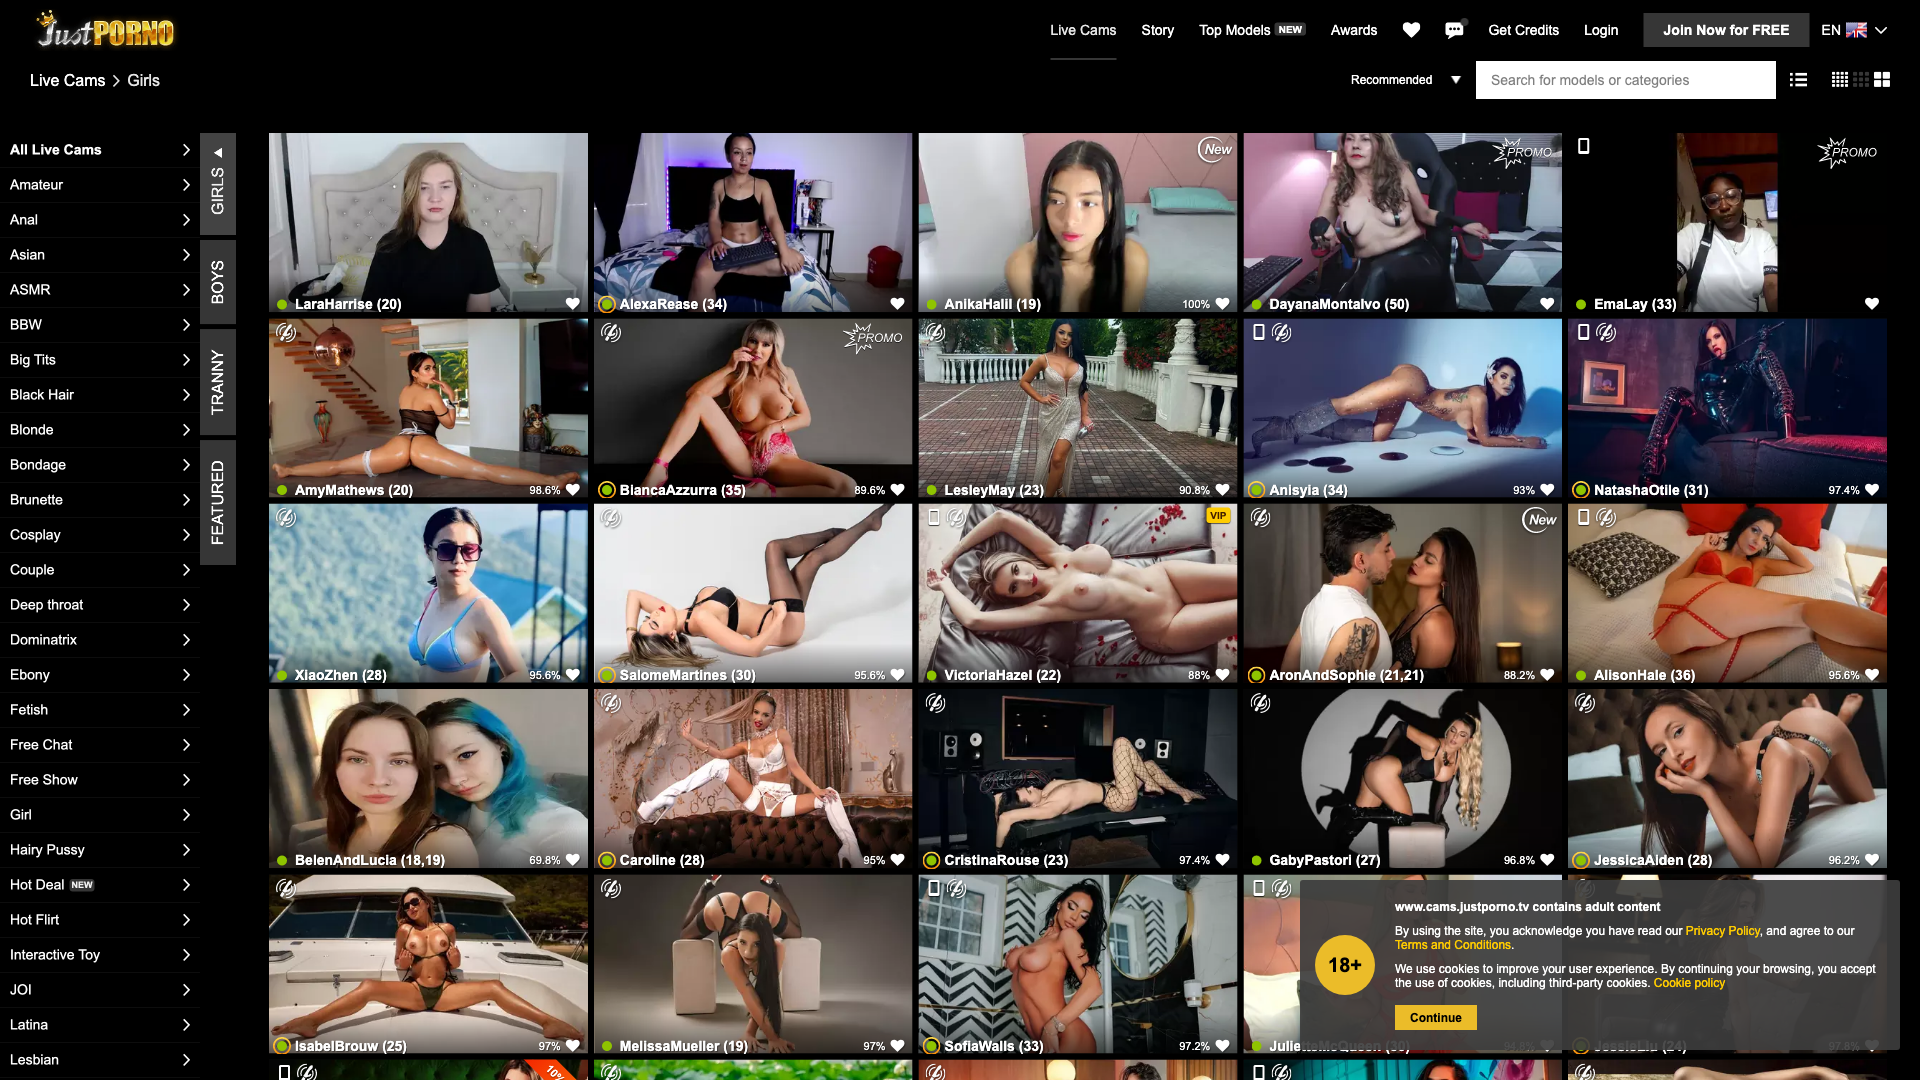 JustPORNO
Live Cams
Story
Top Models NEW
Awards
Get Credits
Login
Join Now for FREE
EN
Live Cams > Girls
Recommended
Search for models or categories
All Live Cams
Amateur
Anal
Asian
ASMR
BBW
Big Tits
Black Hair
Blonde
Bondage
Brunette
Cosplay
Couple
Deep throat
Dominatrix
Ebony
Fetish
Free Chat
Free Show
Girl
Hairy Pussy
Hot Deal NEW
Hot Flirt
Interactive Toy
JOI
Latina
Lesbian
GIRLS
BOYS
TRANNY
FEATURED
LaraHarrise (20)
AlexaRease (34)
New
AnikaHalil (19)
100%
PROMO
DayanaMontalvo (50)
PROMO
EmaLay (33)
AmyMathews (20)
98.6%
PROMO
BiancaAzzurra (35)
89.6%
LesleyMay (23)
90.8%
Anisyia (34)
93%
NatashaOtile (31)
97.4%
XiaoZhen (28)
95.6%
SalomeMartines (30)
95.6%
VIP
VictoriaHazel (22)
88%
New
AronAndSophie (21,21)
88.2%
AlisonHale (36)
95.6%
BelenAndLucia (18,19)
69.8%
Caroline (28)
95%
CristinaRouse (23)
97.4%
GabyPastori (27)
96.8%
JessicaAiden (28)
96.2%
IsabelBrouw (25)
97%
MelissaMueller (19)
97%
SofiaWalls (33)
97.2%
18+
www.cams.justporno.tv contains adult content
By using the site, you acknowledge you have read our Privacy Policy, and agree to our
Terms and Conditions.
We use cookies to improve your user experience. By continuing your browsing, you accept
the use of cookies, including third-party cookies. Cookie policy
Continue
10%